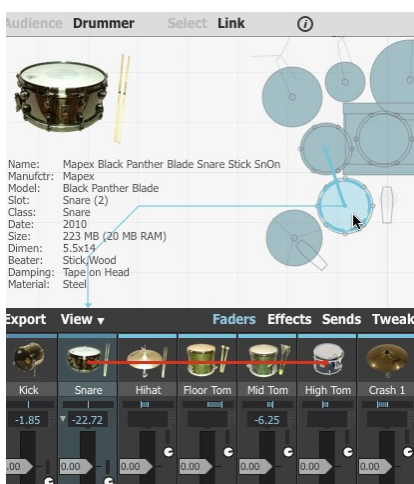 Audience Drummer Select Link i
Name: Mapex Black Panther Blade Snare Stick SnOn
Manufctr: Mapex
Model: Black Panther Blade
Slot: Snare (2)
Class: Snare
Date: 2010
Size: 223 MB (20 MB RAM)
Dimen: 5.5x14
Beater: Stick,Wood
Damping: Tape on Head
Material: Steel
Export View ▾ Faders Effects Sends Tweak
Kick Snare Hihat Floor Tom Mid Tom High Tom Crash 1
-1.85 -22.72 -6.25
.00 0.00 0.00 0.00 0.00 0.00 0.00